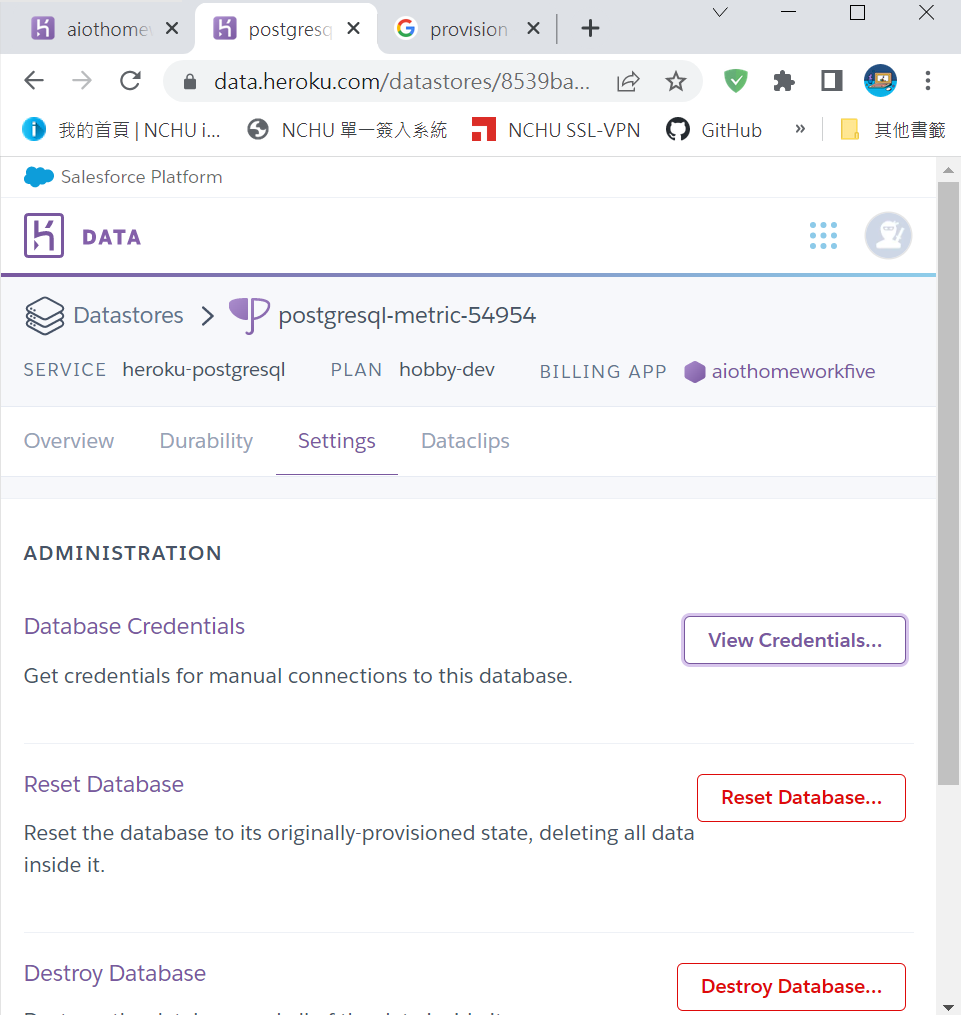 aiothomew
postgresq
provision
data.heroku.com/datastores/8539ba...
我的首頁 | NCHU i...
NCHU 單一簽入系統
NCHU SSL-VPN
GitHub
»
其他書籤
Salesforce Platform
DATA
Datastores
postgresql-metric-54954
SERVICE heroku-postgresql PLAN hobby-dev BILLING APP aiothomeworkfive
Overview Durability Settings Dataclips
ADMINISTRATION
Database Credentials
View Credentials...
Get credentials for manual connections to this database.
Reset Database
Reset Database...
Reset the database to its originally-provisioned state, deleting all data
inside it.
Destroy Database
Destroy Database...